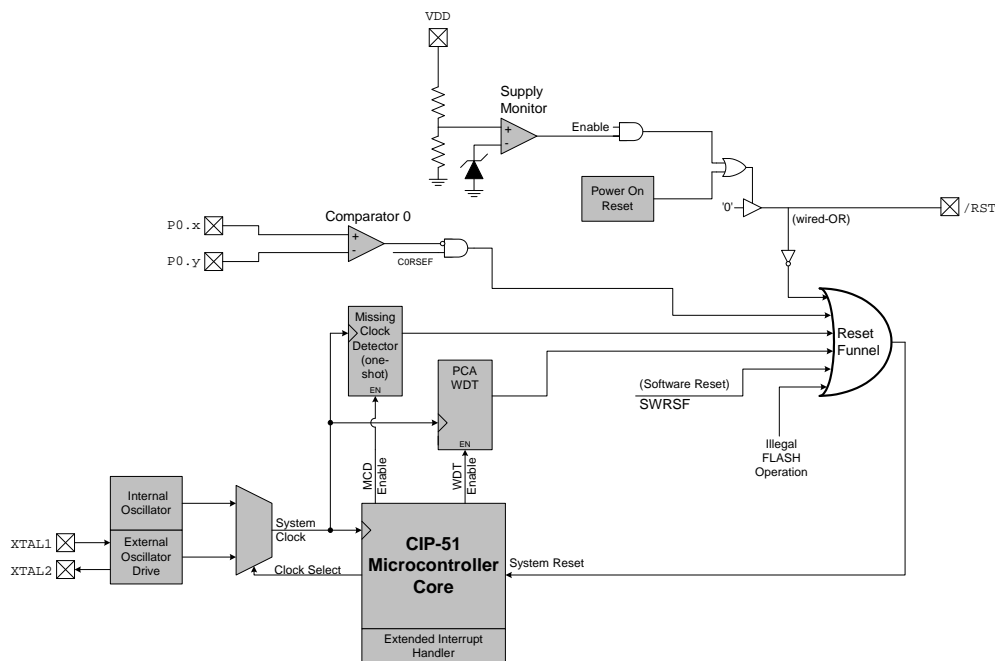 VDD
Supply
Monitor
+
-
Enable
Power On
Reset
'0'
(wired-OR)
/RST
P0.x
P0.y
Comparator 0
+
-
C0RSEF
Missing
Clock
Detector
(one-
shot)
EN
PCA
WDT
EN
(Software Reset)
SWRSF
Reset
Funnel
Illegal
FLASH
Operation
MCD
Enable
WDT
Enable
Internal
Oscillator
System
Clock
XTAL1
XTAL2
External
Oscillator
Drive
Clock Select
CIP-51
Microcontroller
Core
System Reset
Extended Interrupt
Handler